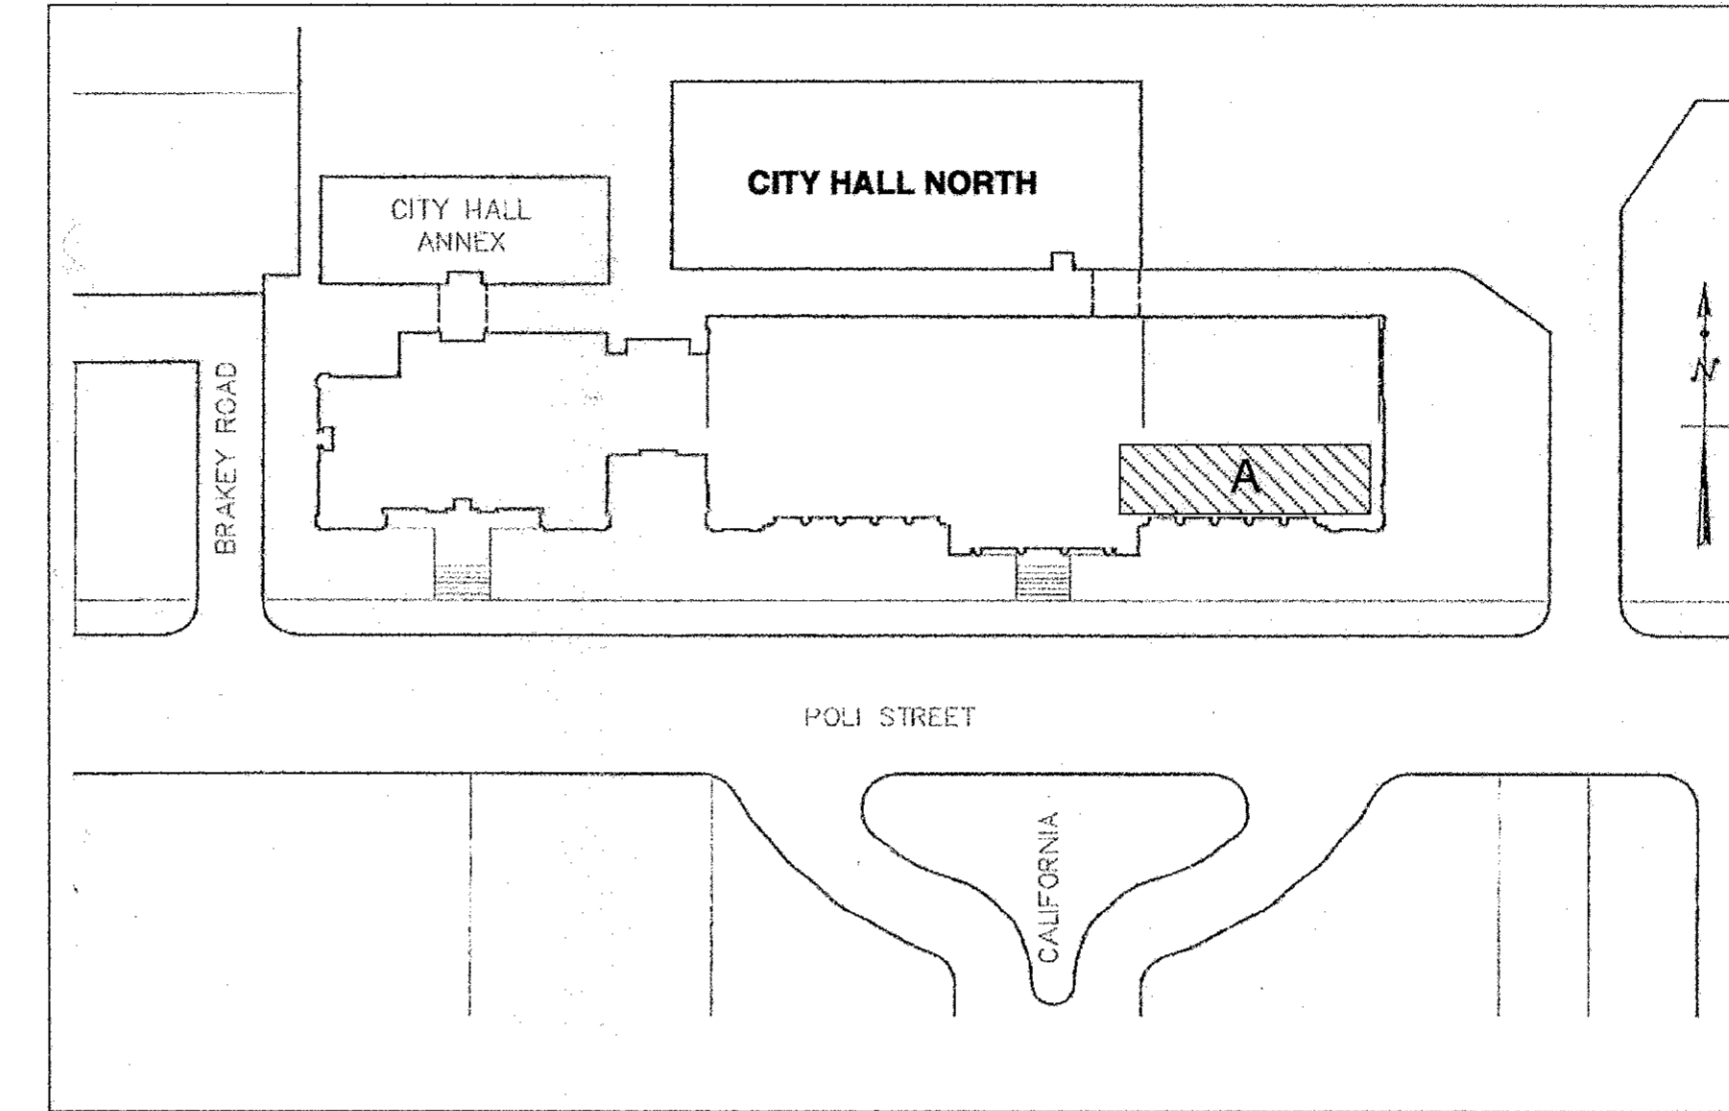 CITY HALL NORTH
CITY HALL
ANNEX
BRAKEY ROAD
N
A
POLI STREET
CALIFORNIA